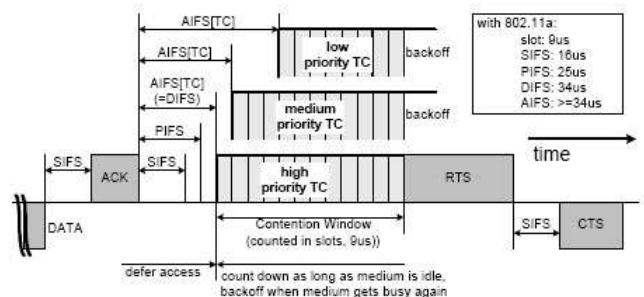 AIFS[TC]
low
priority TC
backoff
with 802.11a:
slot: 9us
SIFS: 16us
PIFS: 25us
DIFS: 34us
AIFS: >=34us
AIFS[TC]
AIFS[TC]
(=DIFS)
medium
priority TC
backoff
PIFS
time
SIFS
ACK
SIFS
high
priority TC
RTS
DATA
Contention Window
(counted in slots, 9us))
SIFS
CTS
defer access
count down as long as medium is idle,
backoff when medium gets busy again